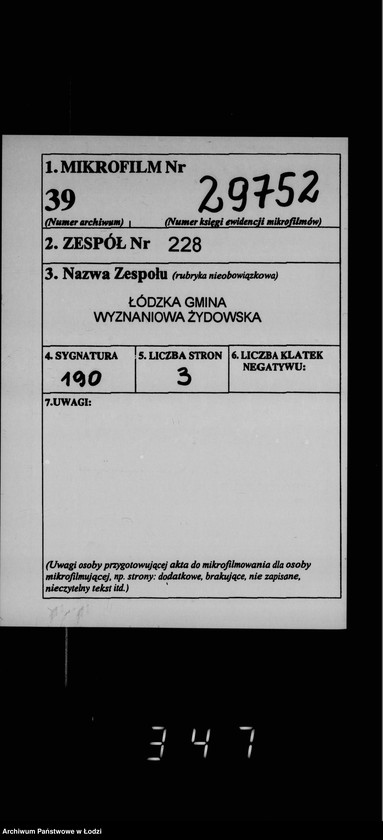 1. MIKROFILM Nr
39 29752
(Numer archiwum) (Numer księgi ewidencji mikrofilmów)
2. ZESPÓŁ Nr 228
3. Nazwa Zespołu (rubryka nieobowiązkowa)
ŁÓDZKA GMINA
WYZNANIOWA ŻYDOWSKA
4. SYGNATURA 5. LICZBA STRON 6. LICZBA KLATEK
NEGATYWU:
190 3
7.UWAGI:
(Uwagi osoby przygotowującej akta do mikrofilmowania dla osoby
mikrofilmującej, np. strony: dodatkowe, brakujące, nie zapisane,
nieczytelny tekst itd.)
347
Archiwum Państwowe w Łodzi